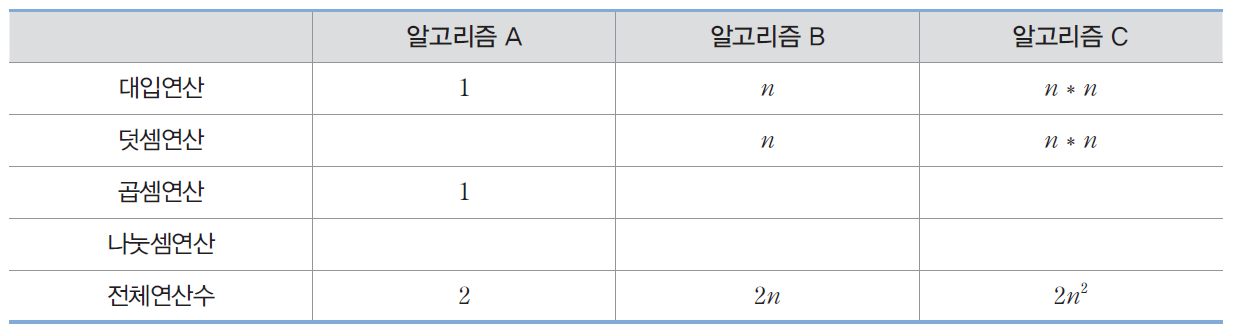 알고리즘 A 알고리즘 B 알고리즘 C
대입연산 1 n n * n
덧셈연산 n n * n
곱셈연산 1
나눗셈연산
전체연산수 2 2n 2n²